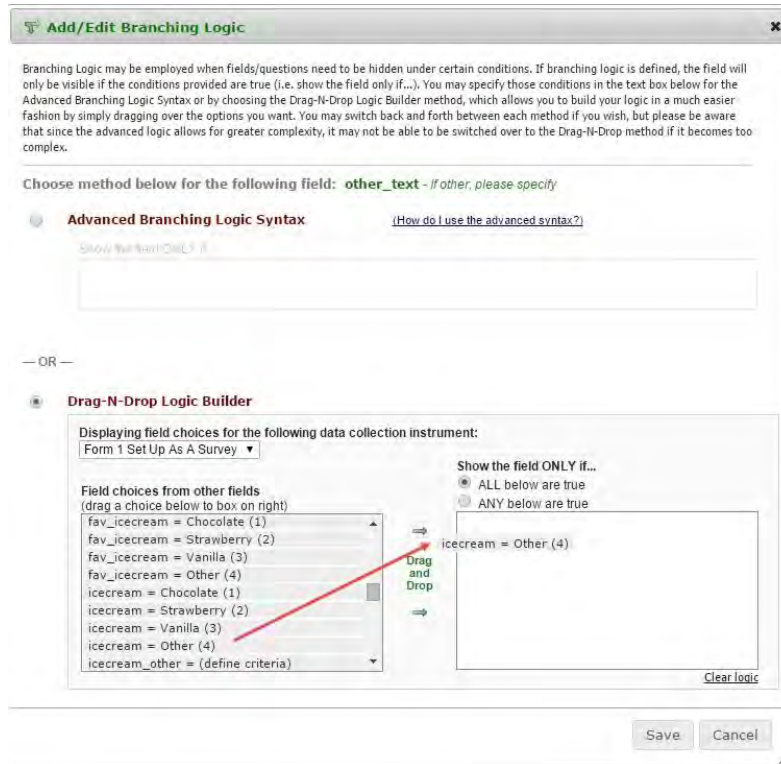 Add/Edit Branching Logic
Branching Logic may be employed when fields/questions need to be hidden under certain conditions. If branching logic is defined, the field will
only be visible if the conditions provided are true (i.e. show the field only if...). You may specify those conditions in the text box below for the
Advanced Branching Logic Syntax or by choosing the Drag-N-Drop Logic Builder method, which allows you to build your logic in a much easier
fashion by simply dragging over the options you want. You may switch back and forth between each method if you wish, but please be aware
that since the advanced logic allows for greater complexity, it may not be able to be switched over to the Drag-N-Drop method if it becomes too
complex.
Choose method below for the following field: other_text - If other, please specify
Advanced Branching Logic Syntax (How do I use the advanced syntax?)
Show the field ONLY if...
— OR —
Drag-N-Drop Logic Builder
Displaying field choices for the following data collection instrument:
Form 1 Set Up As A Survey
Field choices from other fields
(drag a choice below to box on right)
fav_icecream = Chocolate (1)
fav_icecream = Strawberry (2)
fav_icecream = Vanilla (3)
fav_icecream = Other (4)
icecream = Chocolate (1)
icecream = Strawberry (2)
icecream = Vanilla (3)
icecream = Other (4)
icecream_other = (define criteria)
Drag
and
Drop
Show the field ONLY if...
ALL below are true
ANY below are true
icecream = Other (4)
Clear logic
Save Cancel